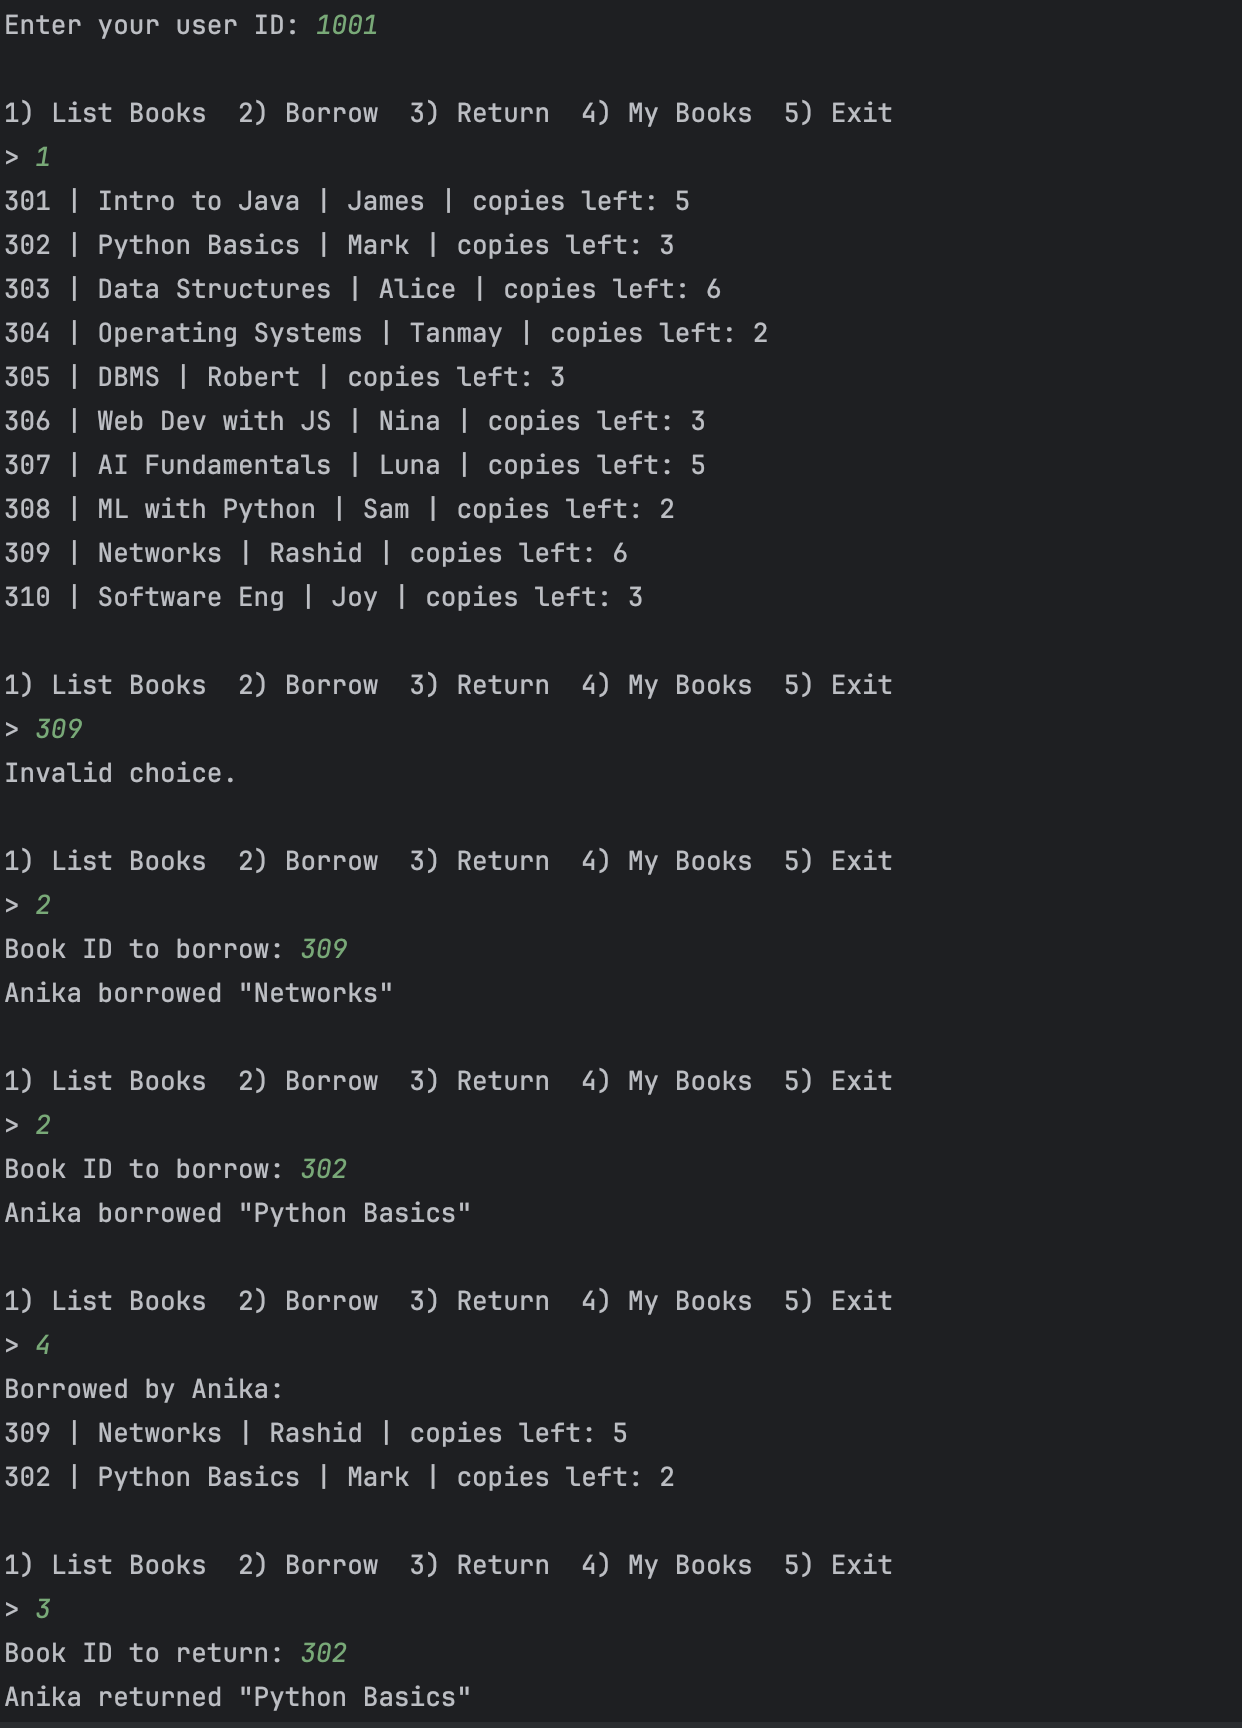 Enter your user ID: 1001
1) List Books  2) Borrow  3) Return  4) My Books  5) Exit
> 1
301 | Intro to Java | James | copies left: 5
302 | Python Basics | Mark | copies left: 3
303 | Data Structures | Alice | copies left: 6
304 | Operating Systems | Tanmay | copies left: 2
305 | DBMS | Robert | copies left: 3
306 | Web Dev with JS | Nina | copies left: 3
307 | AI Fundamentals | Luna | copies left: 5
308 | ML with Python | Sam | copies left: 2
309 | Networks | Rashid | copies left: 6
310 | Software Eng | Joy | copies left: 3
1) List Books  2) Borrow  3) Return  4) My Books  5) Exit
> 309
Invalid choice.
1) List Books  2) Borrow  3) Return  4) My Books  5) Exit
> 2
Book ID to borrow: 309
Anika borrowed "Networks"
1) List Books  2) Borrow  3) Return  4) My Books  5) Exit
> 2
Book ID to borrow: 302
Anika borrowed "Python Basics"
1) List Books  2) Borrow  3) Return  4) My Books  5) Exit
> 4
Borrowed by Anika:
309 | Networks | Rashid | copies left: 5
302 | Python Basics | Mark | copies left: 2
1) List Books  2) Borrow  3) Return  4) My Books  5) Exit
> 3
Book ID to return: 302
Anika returned "Python Basics"